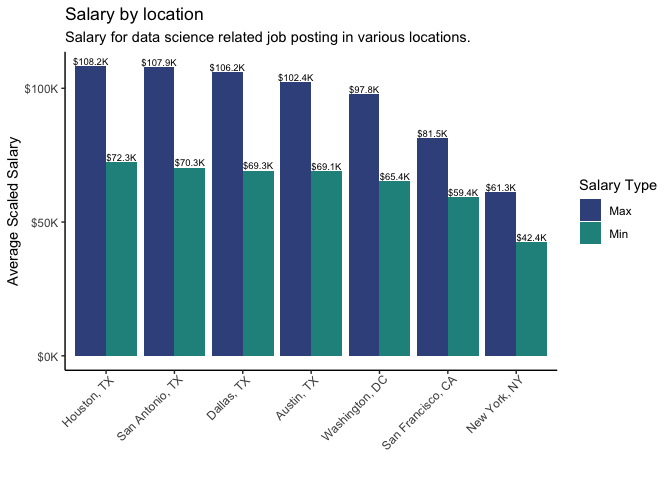 Salary by location
Salary for data science related job posting in various locations.
$108.2K
$107.9K
$106.2K
$102.4K
$97.8K
$81.5K
$61.3K
$72.3K
$70.3K
$69.3K
$69.1K
$65.4K
$59.4K
$42.4K
$100K
$50K
$0K
Average Scaled Salary
Salary Type
Max
Min
Houston, TX
San Antonio, TX
Dallas, TX
Austin, TX
Washington, DC
San Francisco, CA
New York, NY